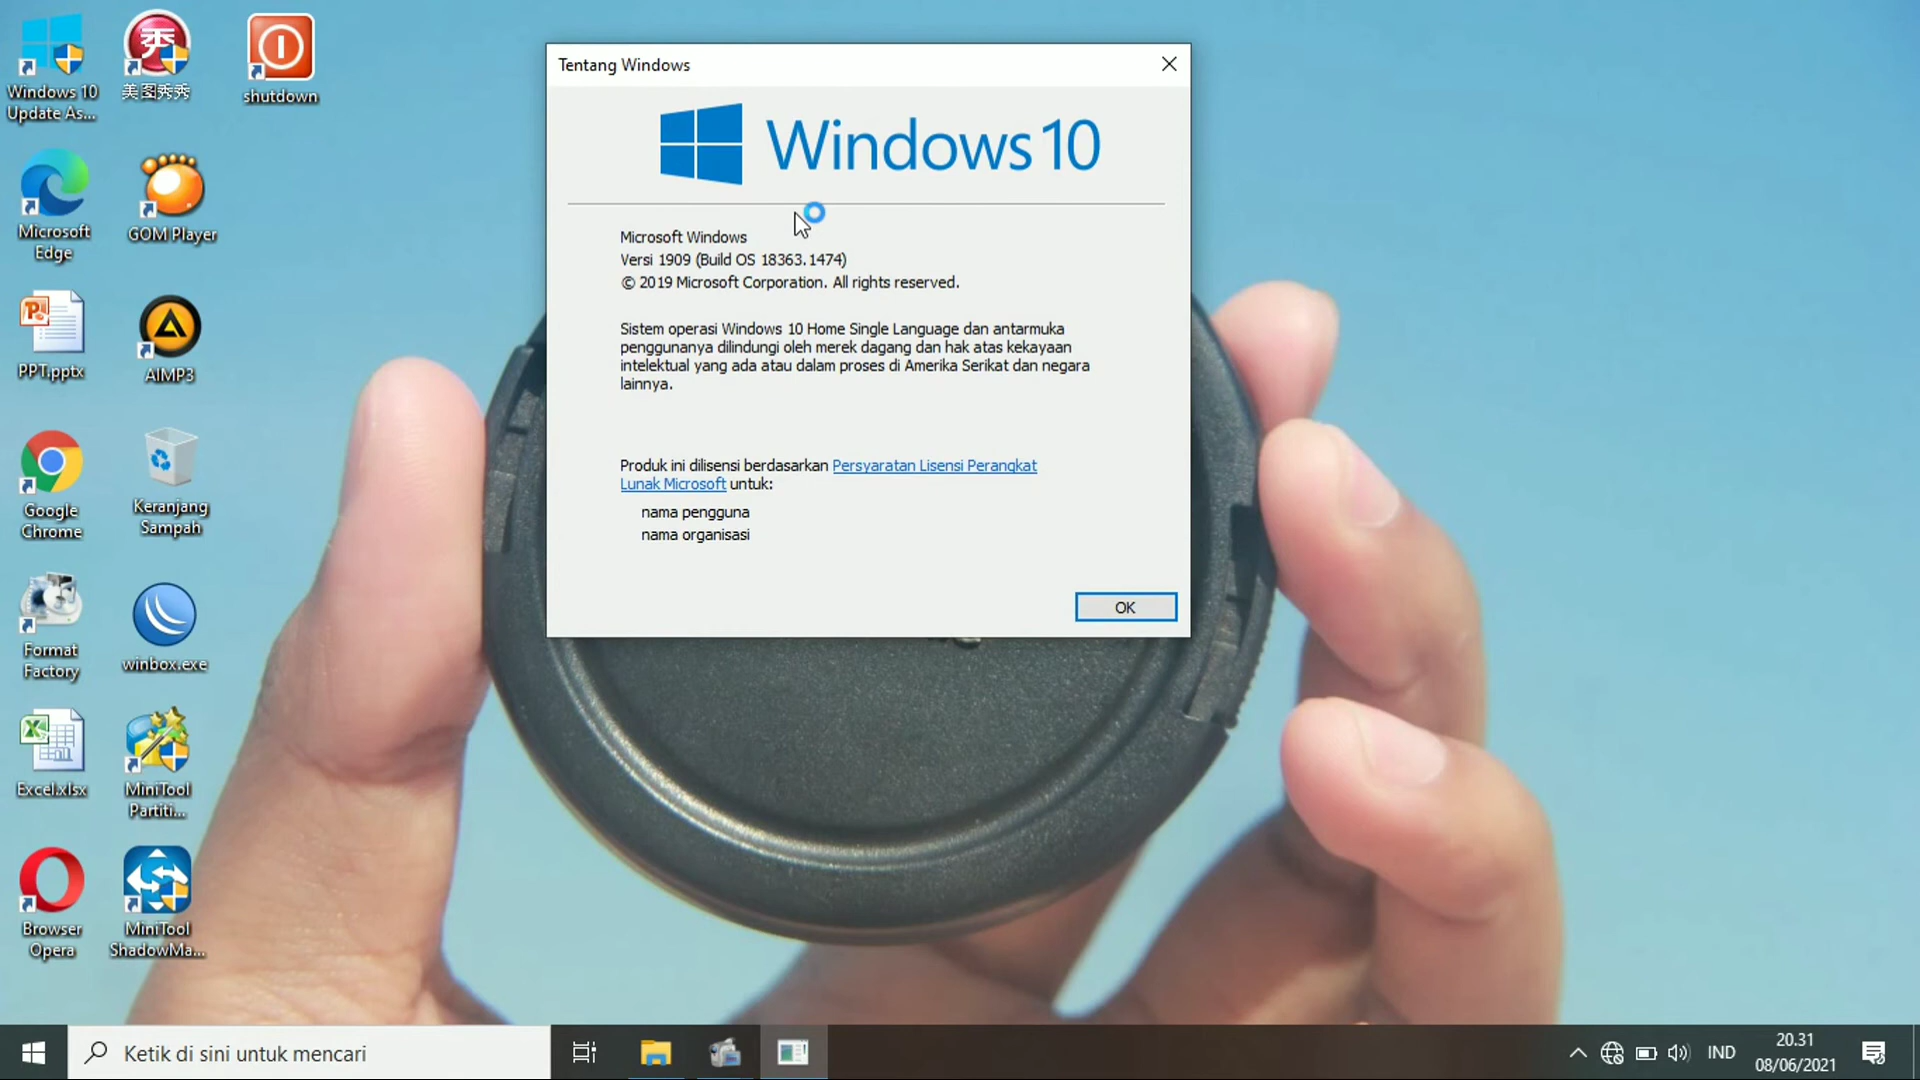 Windows 10
Update As...
美图秀秀
shutdown
Microsoft
Edge
GOM Player
PPT.pptx
AIMP3
Google
Chrome
Keranjang
Sampah
Format
Factory
winbox.exe
Excel.xlsx
MiniTool
Partiti...
Browser
Opera
MiniTool
ShadowMa...
Tentang Windows
Windows 10
Microsoft Windows
Versi 1909 (Build OS 18363.1474)
© 2019 Microsoft Corporation. All rights reserved.
Sistem operasi Windows 10 Home Single Language dan antarmuka
penggunanya dilindungi oleh merek dagang dan hak atas kekayaan
intelektual yang ada atau dalam proses di Amerika Serikat dan negara
lainnya.
Produk ini dilisensi berdasarkan Persyaratan Lisensi Perangkat
Lunak Microsoft untuk:
nama pengguna
nama organisasi
OK
Ketik di sini untuk mencari
IND
20.31
08/06/2021